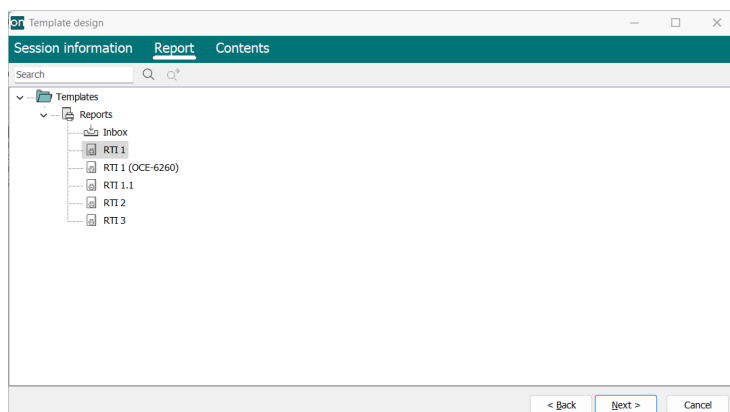 on Template design
Session information Report Contents
Search
Templates
Reports
Inbox
RTI 1
RTI 1 (OCE-6260)
RTI 1.1
RTI 2
RTI 3
< Back Next > Cancel